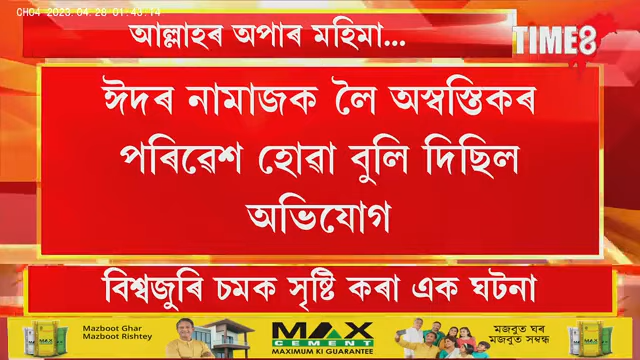 CH04 2023.04.26 01:43:14
আল্লাহৰ অপাৰ মহিমা...
TIME8
ঈদৰ নামাজক লৈ অস্বস্তিকৰ
পৰিৱেশ হোৱা বুলি দিছিল
অভিযোগ
বিশ্বজুৰি চমক সৃষ্টি কৰা এক ঘটনা
Mazboot Ghar
Mazboot Rishtey
MAX
CEMENT
MAXIMUM KI GUARANTEE
মজবুত ঘৰ
মজবুত সম্বন্ধ